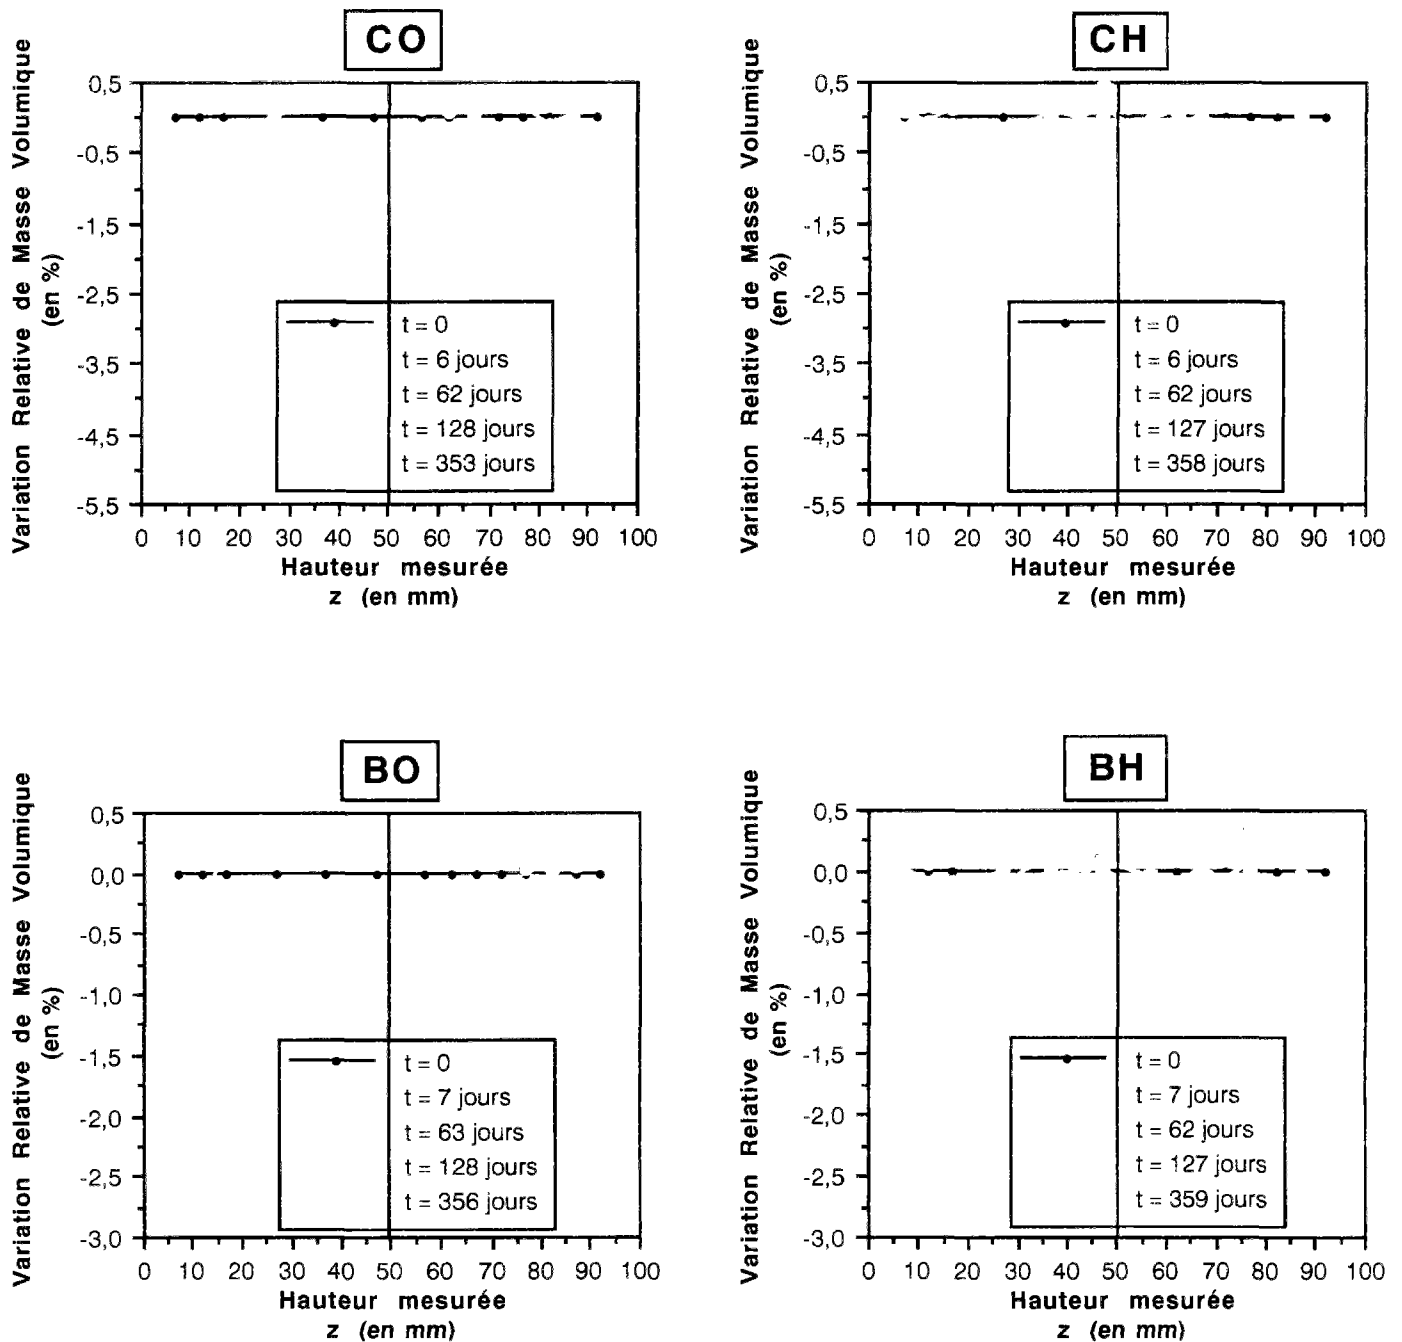 CO
Variation Relative de Masse Volumique
(en %)
0,5
-0,5
-1,5
-2,5
-3,5
-4,5
-5,5
t = 0
t = 6 jours
t = 62 jours
t = 128 jours
t = 353 jours
0 10 20 30 40 50 60 70 80 90 100
Hauteur mesurée
z (en mm)
CH
Variation Relative de Masse Volumique
(en %)
0,5
-0,5
-1,5
-2,5
-3,5
-4,5
-5,5
t = 0
t = 6 jours
t = 62 jours
t = 127 jours
t = 358 jours
0 10 20 30 40 50 60 70 80 90 100
Hauteur mesurée
z (en mm)
BO
Variation Relative de Masse Volumique
(en %)
0,5
0,0
-0,5
-1,0
-1,5
-2,0
-2,5
-3,0
t = 0
t = 7 jours
t = 63 jours
t = 128 jours
t = 356 jours
0 10 20 30 40 50 60 70 80 90 100
Hauteur mesurée
z (en mm)
BH
Variation Relative de Masse Volumique
(en %)
0,5
0,0
-0,5
-1,0
-1,5
-2,0
-2,5
-3,0
t = 0
t = 7 jours
t = 62 jours
t = 127 jours
t = 359 jours
0 10 20 30 40 50 60 70 80 90 100
Hauteur mesurée
z (en mm)